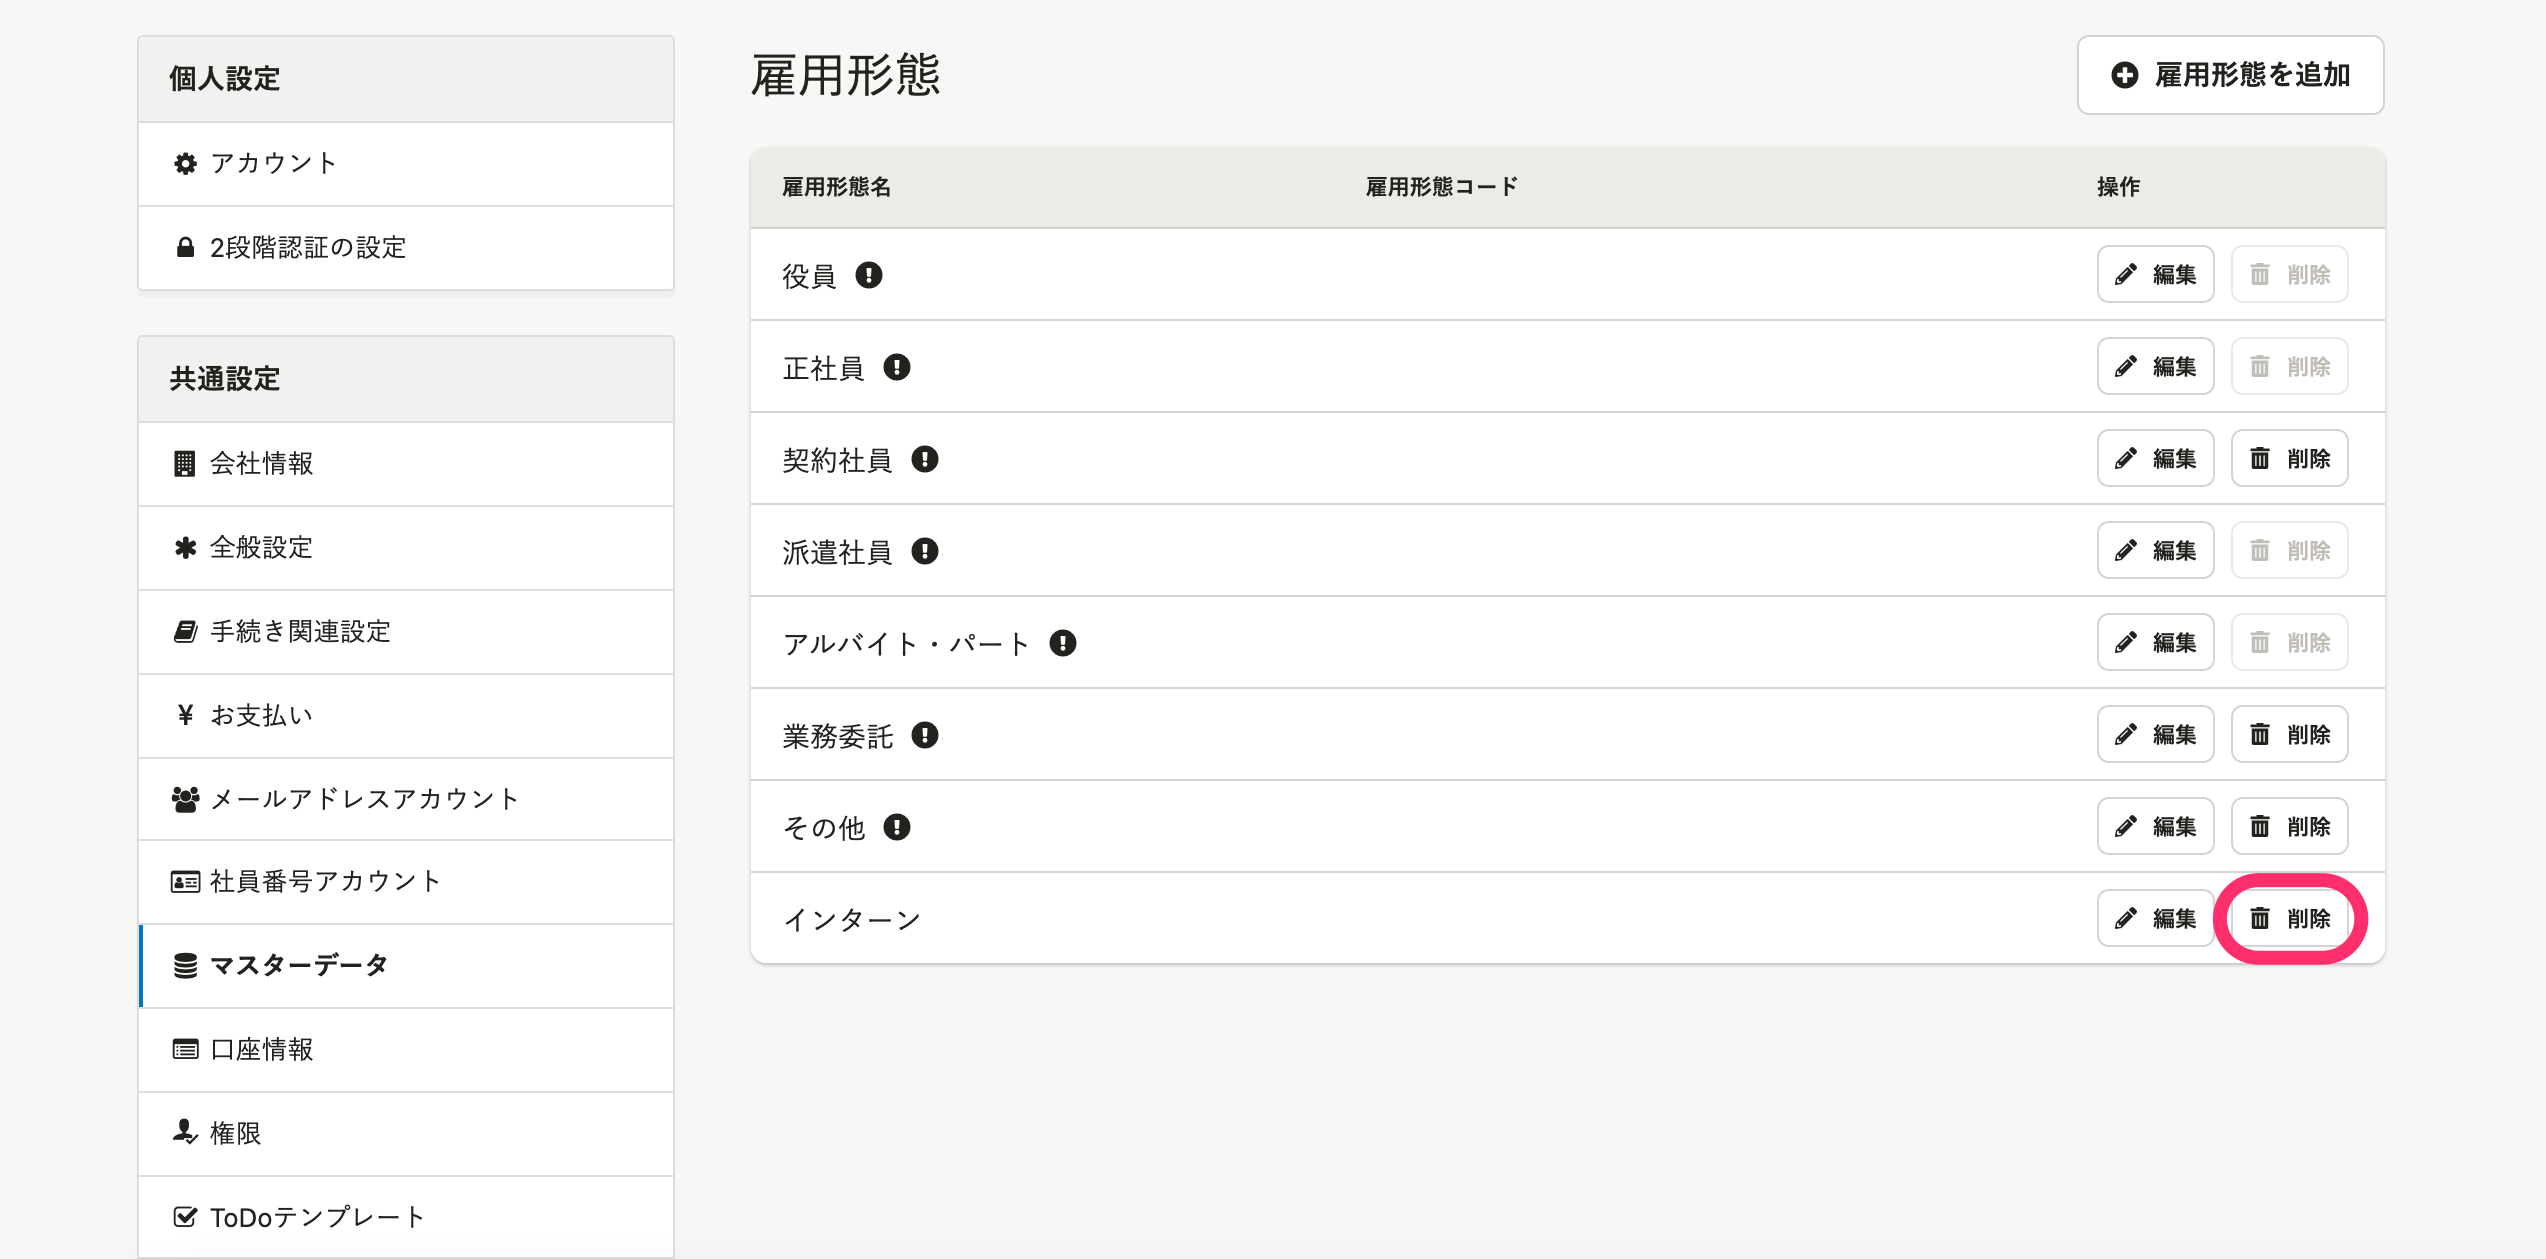 個人設定
アカウント
2段階認証の設定
共通設定
会社情報
全般設定
手続き関連設定
お支払い
メールアドレスアカウント
社員番号アカウント
マスターデータ
口座情報
権限
ToDoテンプレート
雇用形態
雇用形態を追加
雇用形態名 雇用形態コード 操作
役員 編集 削除
正社員 編集 削除
契約社員 編集 削除
派遣社員 編集 削除
アルバイト・パート 編集 削除
業務委託 編集 削除
その他 編集 削除
インターン 編集 削除